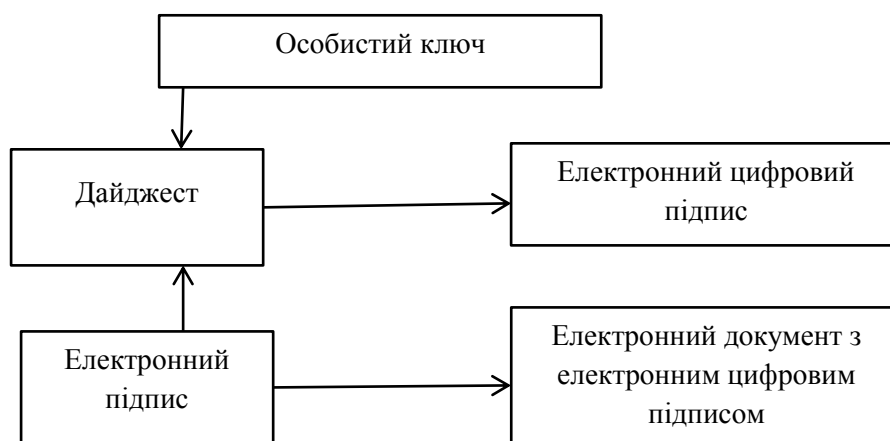 Особистий ключ
Дайджест
Електронний цифровий
підпис
Електронний
підпис
Електронний документ з
електронним цифровим
підписом